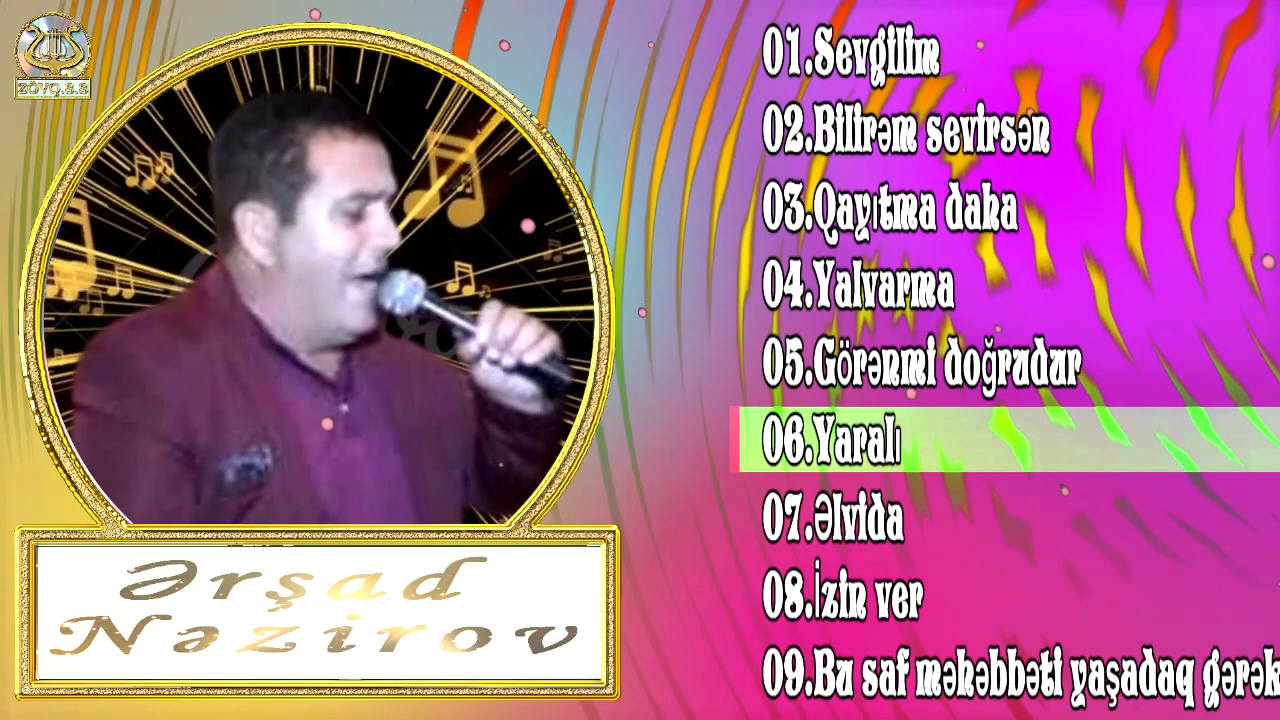 ZÖVQ.S.S
Ərşad
Nəzirov
01.Sevgilim
02.Bilirəm sevirsən
03.Qayıtma daha
04.Yalvarma
05.Görənmi doğrudur
06.Yaralı
07.Əlvida
08.İzin ver
09.Bu saf məhəbbəti yaşadaq gərək